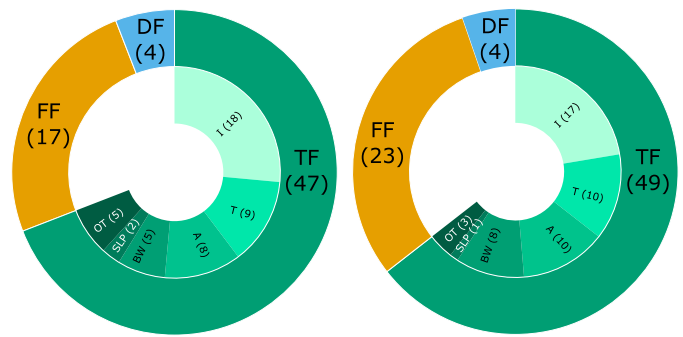 DF
(4)
FF
(17)
TF
(47)
I (18)
T (9)
A (8)
BW (5)
SLP (2)
OT (5)
DF
(4)
FF
(23)
TF
(49)
I (17)
T (10)
A (10)
BW (8)
SLP (1)
OT (3)